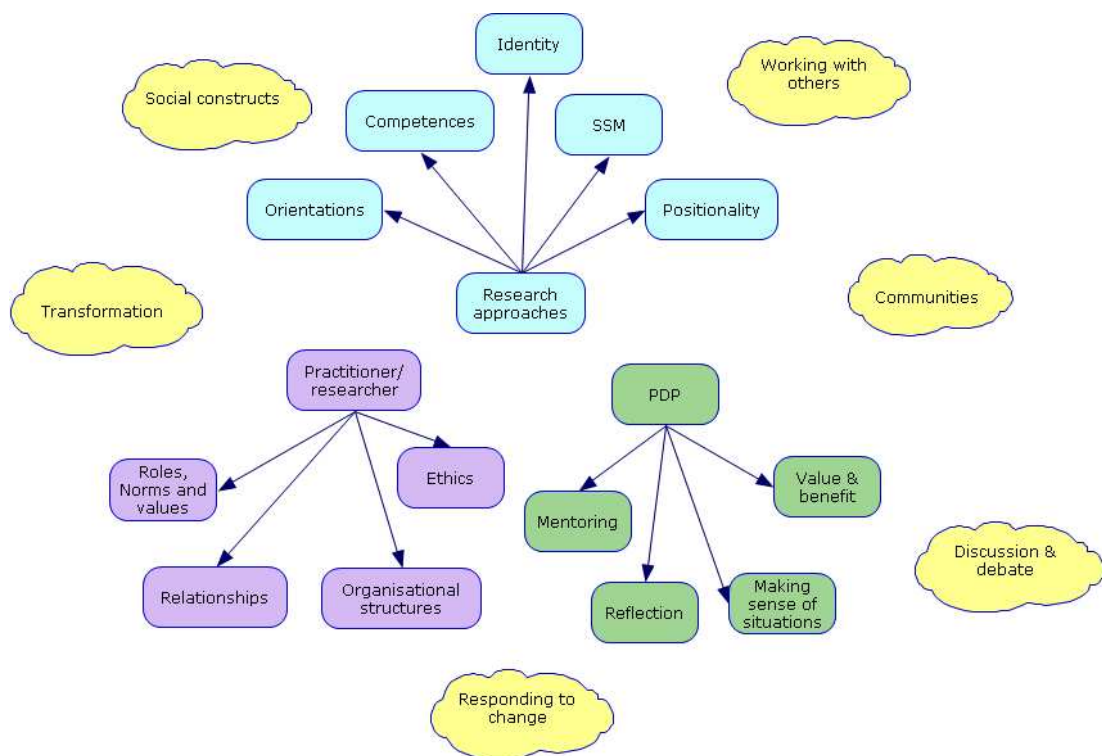 Identity
Working with
others
Social constructs
Competences
SSM
Orientations
Positionality
Research
approaches
Transformation
Communities
Practitioner/
researcher
PDP
Roles,
Norms and
values
Ethics
Value &
benefit
Mentoring
Relationships
Organisational
structures
Reflection
Making
sense of
situations
Discussion &
debate
Responding to
change